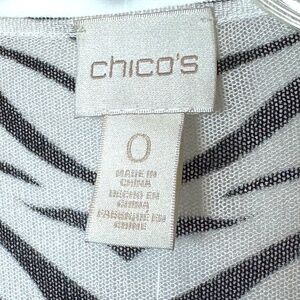 chico's
0
MADE IN
CHINA
HECHO EN
CHINA
FABRIQUÉ EN
CHINE